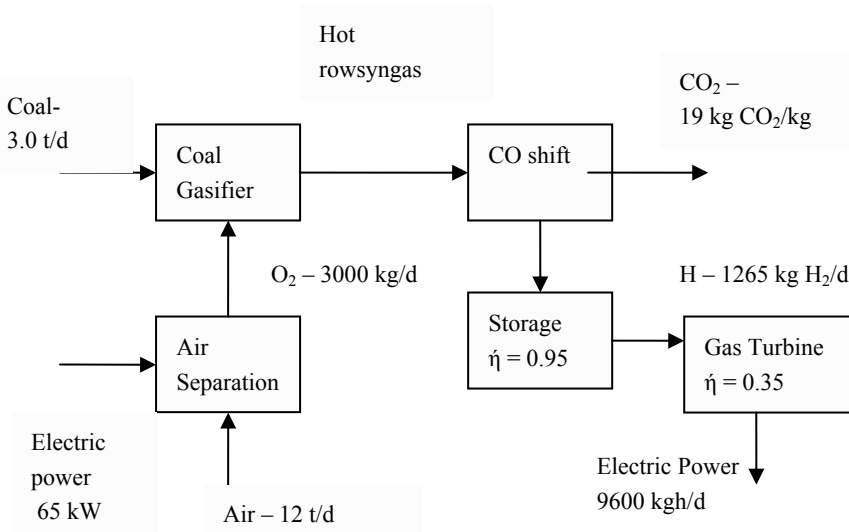 Hot
rowsyngas
Coal-
3.0 t/d
CO₂ –
19 kg CO₂/kg
Coal
Gasifier
CO shift
O₂ – 3000 kg/d
H – 1265 kg H₂/d
Air
Separation
Storage
ή = 0.95
Gas Turbine
ή = 0.35
Electric
power
65 kW
Air – 12 t/d
Electric Power
9600 kgh/d